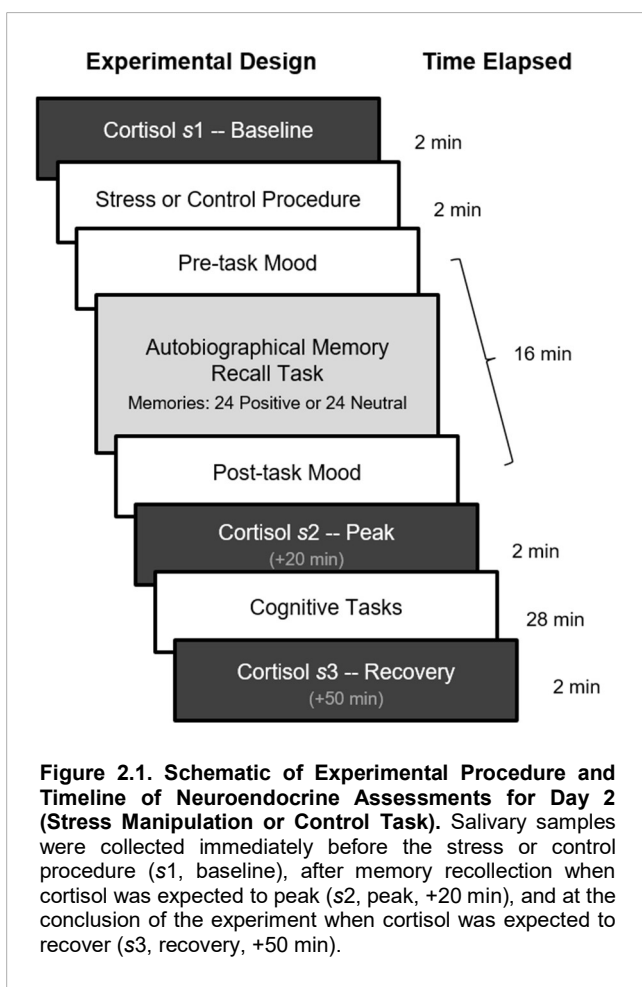 Experimental Design Time Elapsed
Cortisol s1 -- Baseline
2 min
Stress or Control Procedure
2 min
Pre-task Mood
Autobiographical Memory
Recall Task
16 min
Memories: 24 Positive or 24 Neutral
Post-task Mood
Cortisol s2 -- Peak
(+20 min)
2 min
Cognitive Tasks
28 min
Cortisol s3 -- Recovery
(+50 min)
2 min
Figure 2.1. Schematic of Experimental Procedure and
Timeline of Neuroendocrine Assessments for Day 2
(Stress Manipulation or Control Task). Salivary samples
were collected immediately before the stress or control
procedure (s1, baseline), after memory recollection when
cortisol was expected to peak (s2, peak, +20 min), and at the
conclusion of the experiment when cortisol was expected to
recover (s3, recovery, +50 min).